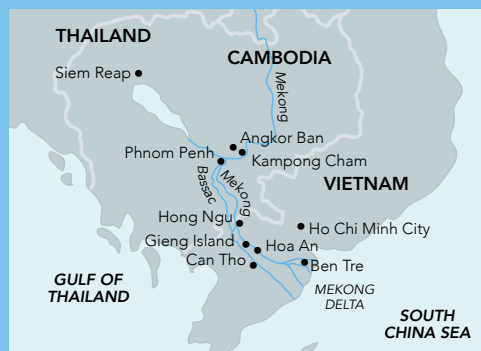 THAILAND
CAMBODIA
Siem Reap
Mekong
Angkor Ban
Phnom Penh
Kampong Cham
Bassac
Mekong
VIETNAM
Hong Ngu
Ho Chi Minh City
Gieng Island
Hoa An
Can Tho
Ben Tre
GULF OF
THAILAND
MEKONG
DELTA
SOUTH
CHINA SEA